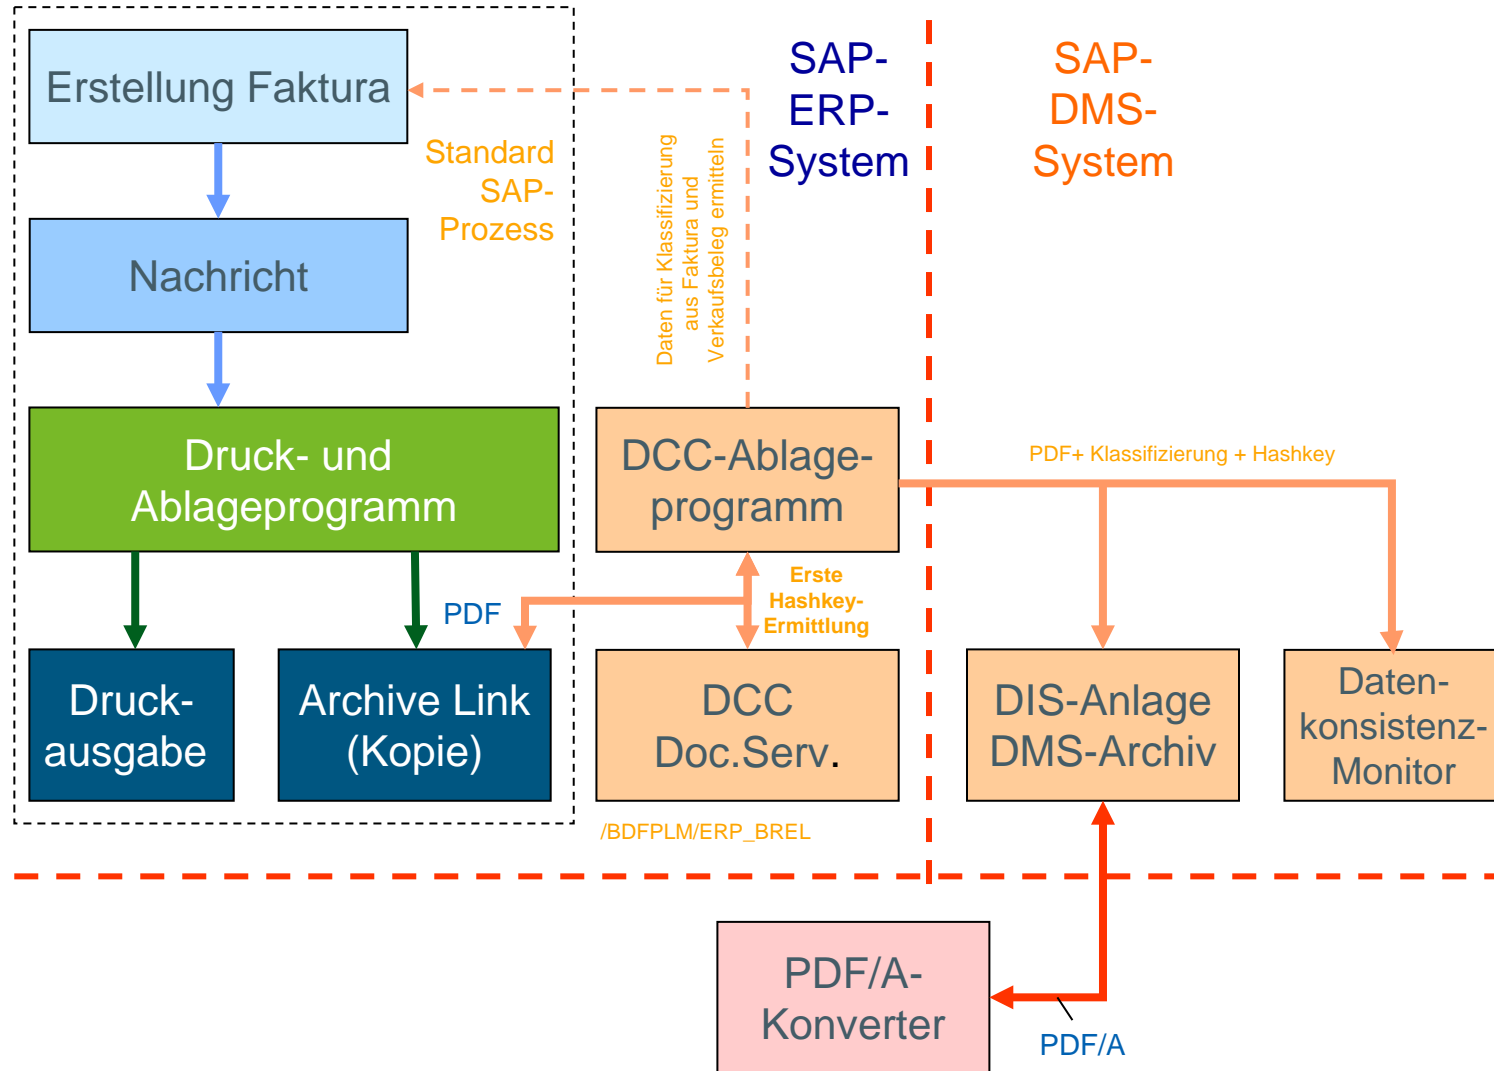 Erstellung Faktura
Standard
SAP-
Prozess
Nachricht
Druck- und
Ablageprogramm
PDF
Druck-
ausgabe
Archive Link
(Kopie)
SAP-
ERP-
System
Daten für Klassifizierung
aus Faktura und
Verkaufsbeleg ermitteln
DCC-Ablage-
programm
Erste
Hashkey-
Ermittlung
DCC
Doc.Serv.
/BDFPLM/ERP_BREL
SAP-
DMS-
System
PDF+ Klassifizierung + Hashkey
DIS-Anlage
DMS-Archiv
Daten-
konsistenz-
Monitor
PDF/A-
Konverter
PDF/A